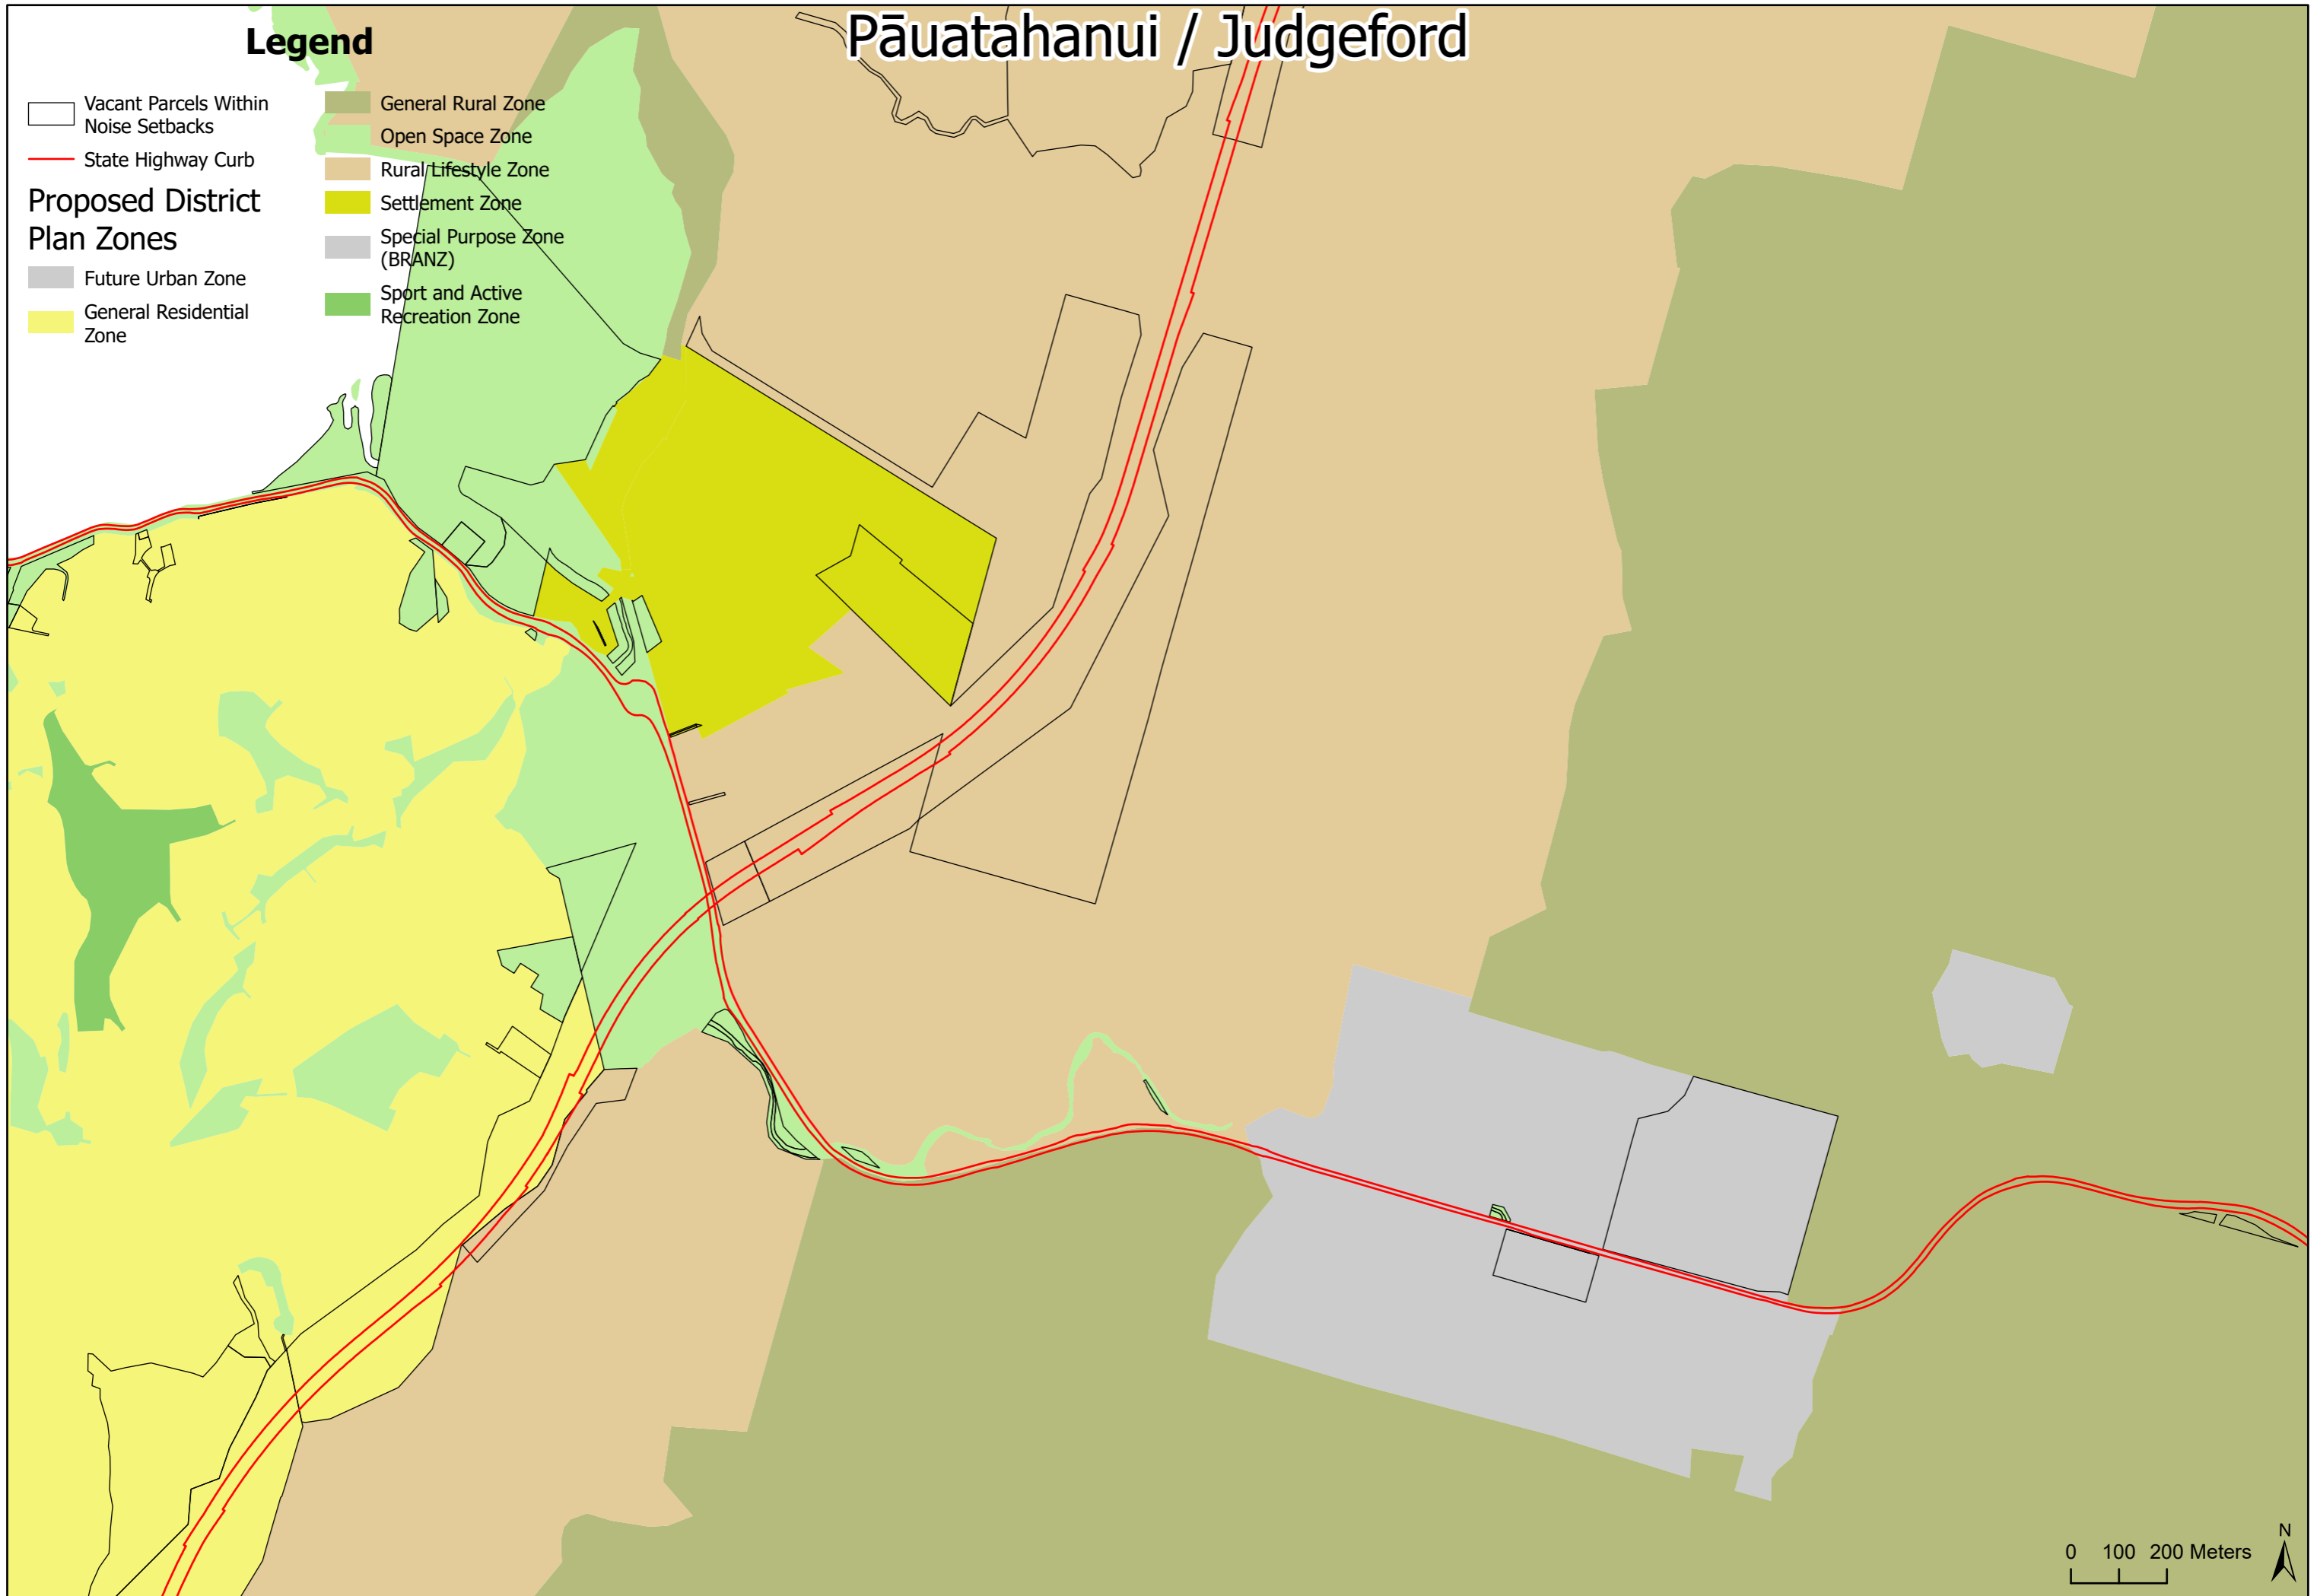 Pāuatahanui / Judgeford
Legend
Vacant Parcels Within
Noise Setbacks
State Highway Curb
Proposed District
Plan Zones
Future Urban Zone
General Residential
Zone
General Rural Zone
Open Space Zone
Rural Lifestyle Zone
Settlement Zone
Special Purpose Zone
(BRANZ)
Sport and Active
Recreation Zone
N
0 100 200 Meters